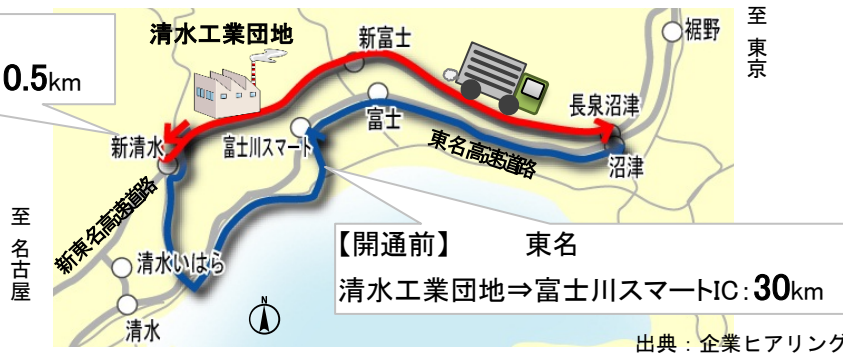 清水工業団地
新富士
裾野
至 東京
0.5km
長泉沼津
富士
新清水
富士川スマート
東名高速道路
沼津
新東名高速道路
至 名古屋
清水いはら
清水
N
【開通前】 東名
清水工業団地⇒富士川スマートIC:30km
出典:企業ヒアリング